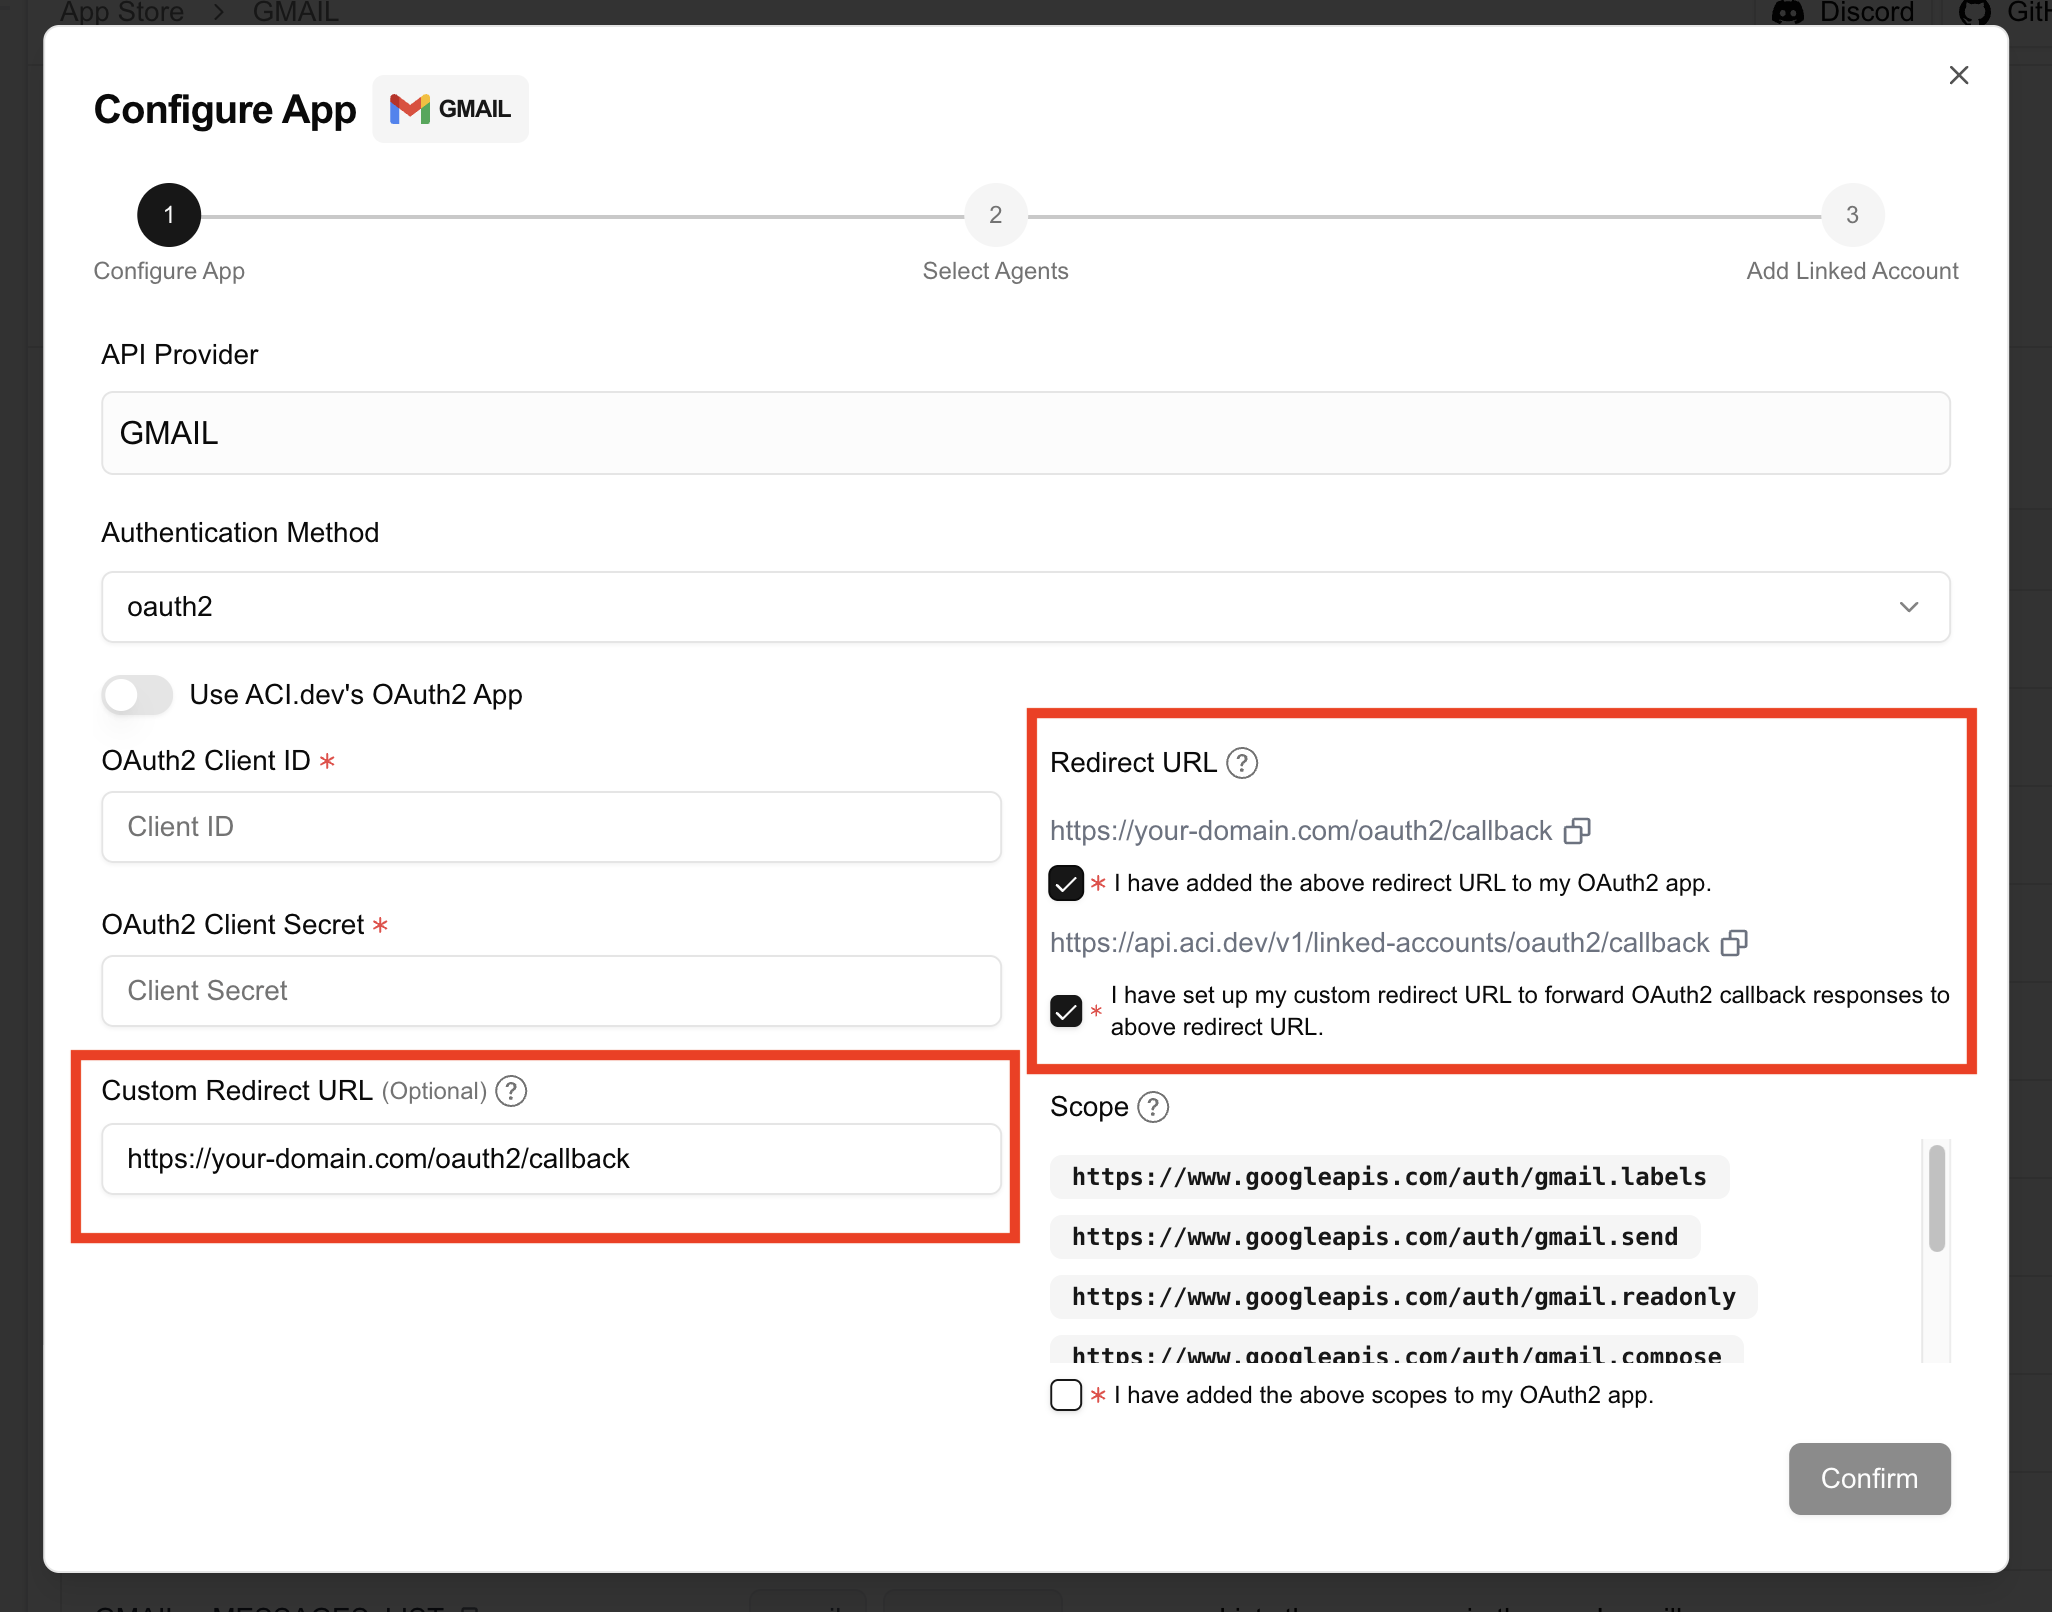 App Store > GMAIL
Discord
GitH
Configure App
GMAIL
1
2
3
Configure App
Select Agents
Add Linked Account
API Provider
GMAIL
Authentication Method
oauth2
Use ACI.dev's OAuth2 App
OAuth2 Client ID *
Client ID
OAuth2 Client Secret *
Client Secret
Custom Redirect URL (Optional) ?
https://your-domain.com/oauth2/callback
Redirect URL ?
https://your-domain.com/oauth2/callback
* I have added the above redirect URL to my OAuth2 app.
https://api.aci.dev/v1/linked-accounts/oauth2/callback
* I have set up my custom redirect URL to forward OAuth2 callback responses to
above redirect URL.
Scope ?
https://www.googleapis.com/auth/gmail.labels
https://www.googleapis.com/auth/gmail.send
https://www.googleapis.com/auth/gmail.readonly
https://www.googleapis.com/auth/gmail.compose
* I have added the above scopes to my OAuth2 app.
Confirm